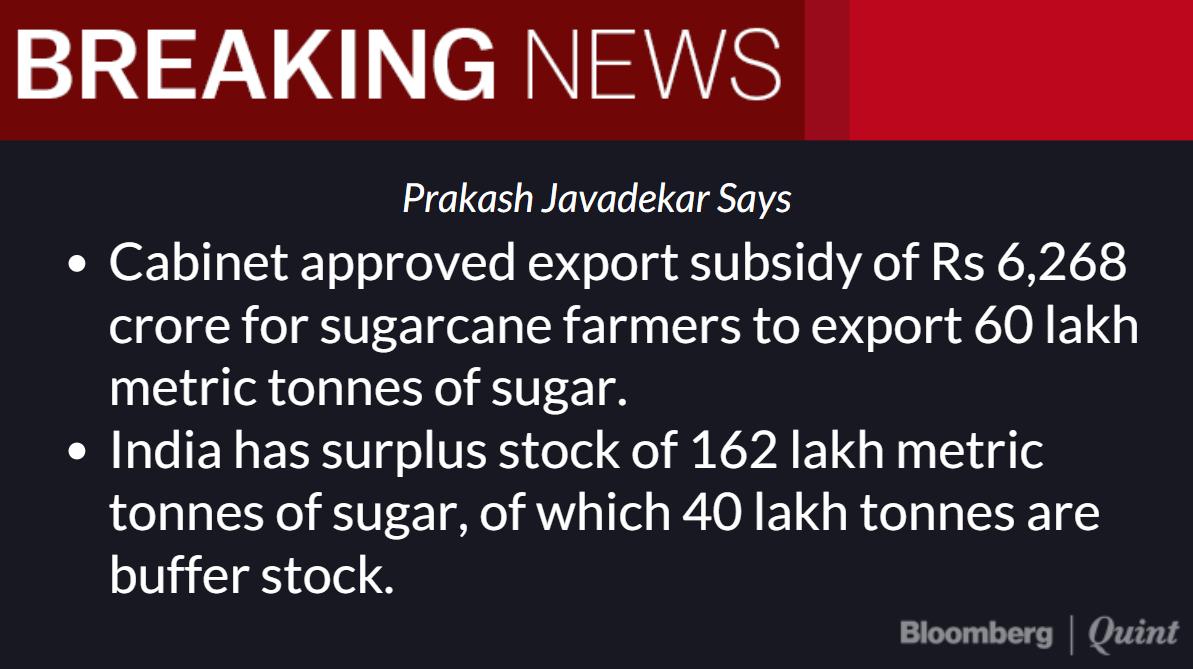 BREAKING NEWS
Prakash Javadekar Says
• Cabinet approved export subsidy of Rs 6,268
crore for sugarcane farmers to export 60 lakh
metric tonnes of sugar.
• India has surplus stock of 162 lakh metric
tonnes of sugar, of which 40 lakh tonnes are
buffer stock.
Bloomberg | Quint